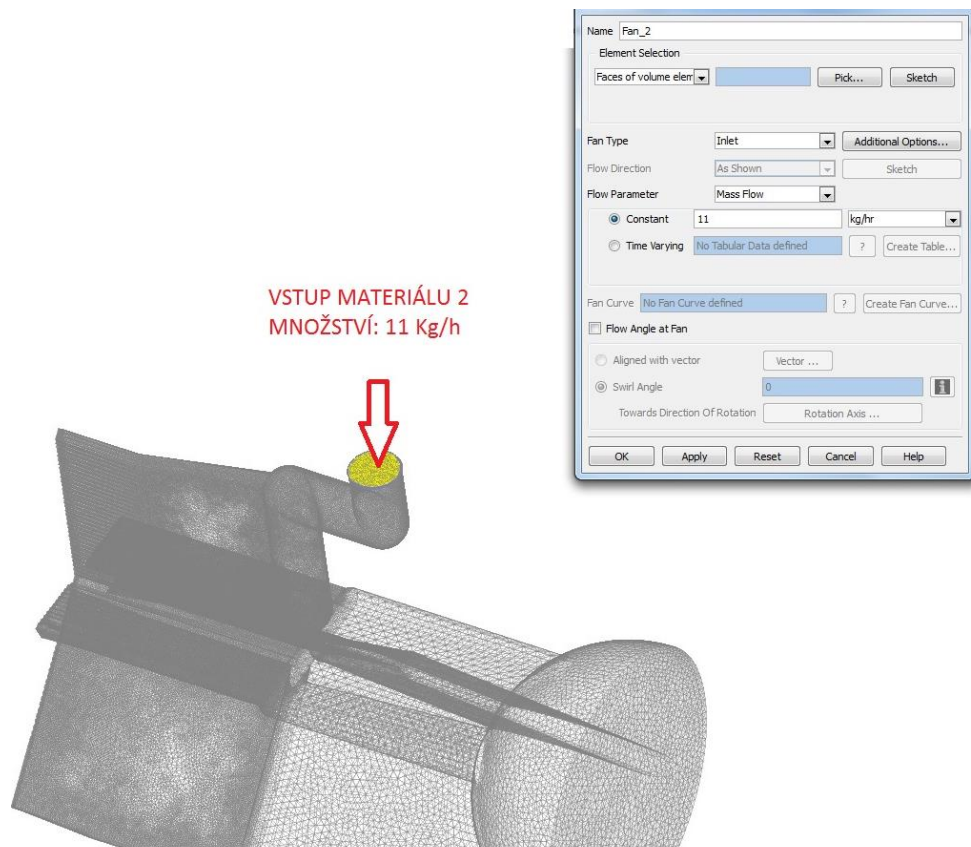 Name Fan_2
Element Selection
Faces of volume elem Pick... Sketch
Fan Type Inlet Additional Options...
Flow Direction As Shown Sketch
Flow Parameter Mass Flow
Constant 11 kg/hr
Time Varying No Tabular Data defined ? Create Table...
VSTUP MATERIÁLU 2
MNOŽSTVÍ: 11 Kg/h
Fan Curve No Fan Curve defined ? Create Fan Curve...
Flow Angle at Fan
Aligned with vector Vector ...
Swirl Angle 0 i
Towards Direction Of Rotation Rotation Axis ...
OK Apply Reset Cancel Help